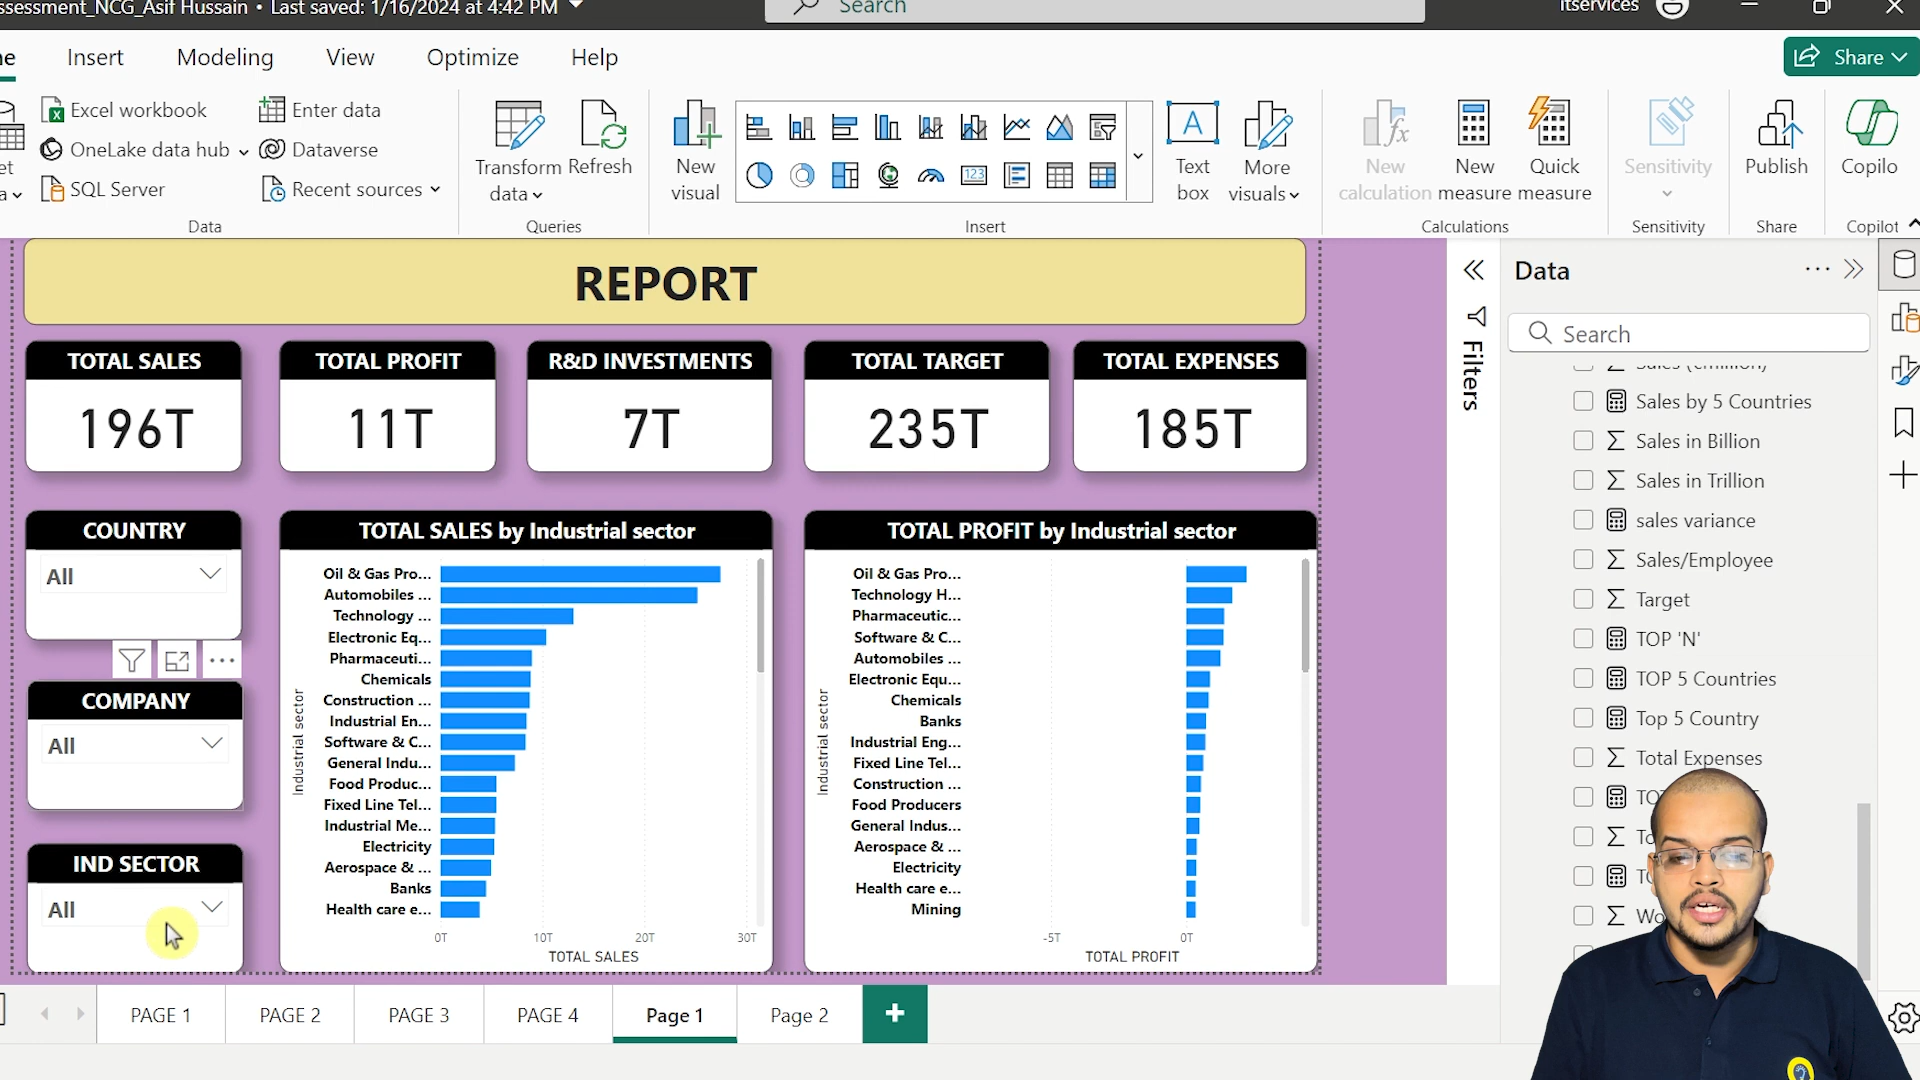 ssessment_NCG_Asif Hussain • Last saved: 1/16/2024 at 4:42 PM
Search
itservices
Insert
Modeling
View
Optimize
Help
Share
Excel workbook
Enter data
OneLake data hub
Dataverse
SQL Server
Recent sources
Data
Transform
data
Refresh
Queries
New
visual
123
Insert
A
Text
box
More
visuals
fx
New
calculation
New
measure
Quick
measure
Calculations
Sensitivity
Sensitivity
Publish
Share
Copilo
Copilot
REPORT
TOTAL SALES
196T
TOTAL PROFIT
11T
R&D INVESTMENTS
7T
TOTAL TARGET
235T
TOTAL EXPENSES
185T
COUNTRY
All
COMPANY
All
IND SECTOR
All
TOTAL SALES by Industrial sector
Industrial sector
Oil & Gas Pro...
Automobiles ...
Technology ...
Electronic Eq...
Pharmaceuti...
Chemicals
Construction ...
Industrial En...
Software & C...
General Indu...
Food Produc...
Fixed Line Tel...
Industrial Me...
Electricity
Aerospace & ...
Banks
Health care e...
0T
10T
20T
30T
TOTAL SALES
TOTAL PROFIT by Industrial sector
Industrial sector
Oil & Gas Pro...
Technology H...
Pharmaceutic...
Software & C...
Automobiles ...
Electronic Equ...
Chemicals
Banks
Industrial Eng...
Fixed Line Tel...
Construction ...
Food Producers
General Indus...
Aerospace & ...
Electricity
Health care e...
Mining
-5T
0T
TOTAL PROFIT
Filters
Data
Search
Sales by 5 Countries
Sales in Billion
Sales in Trillion
sales variance
Sales/Employee
Target
TOP 'N'
TOP 5 Countries
Top 5 Country
Total Expenses
PAGE 1
PAGE 2
PAGE 3
PAGE 4
Page 1
Page 2